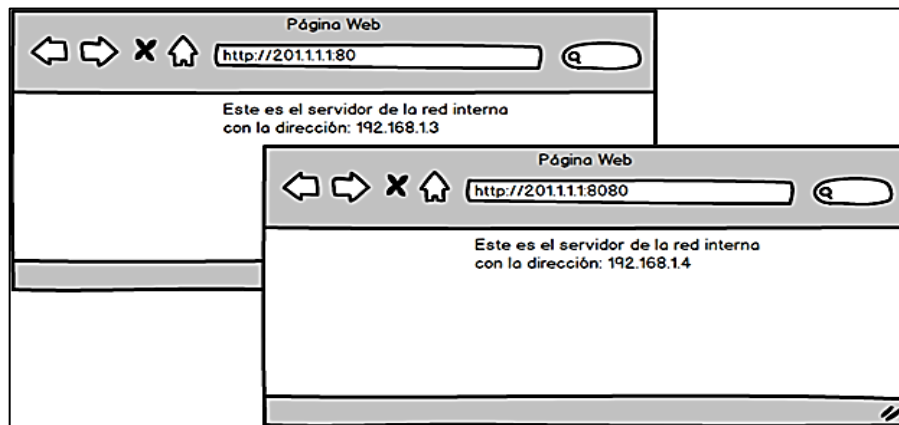 Página Web
http://201.1.1.1:80
Este es el servidor de la red interna
con la dirección: 192.168.1.3
Página Web
http://201.1.1.1:8080
Este es el servidor de la red interna
con la dirección: 192.168.1.4